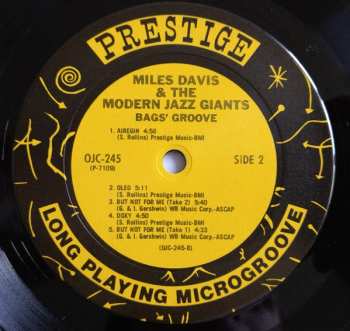 PRESTIGE
MILES DAVIS
& THE
MODERN JAZZ GIANTS
BAGS' GROOVE
1. AIREGIN 4:50
(S. Rollins) Prestige Music-BMI
OJC-245
(P-7109)
SIDE 2
2. OLEO 5:11
(S. Rollins) Prestige Music-BMI
3. BUT NOT FOR ME (Take 2) 5:40
(G. & I. Gershwin) WB Music Corp.-ASCAP
4. DOXY 4:50
(S. Rollins) Prestige Music-BMI
5. BUT NOT FOR ME (Take 1) 4:33
(G. & I. Gershwin) WB Music Corp.-ASCAP
(OJC-245-B)
LONG PLAYING MICROGROOVE